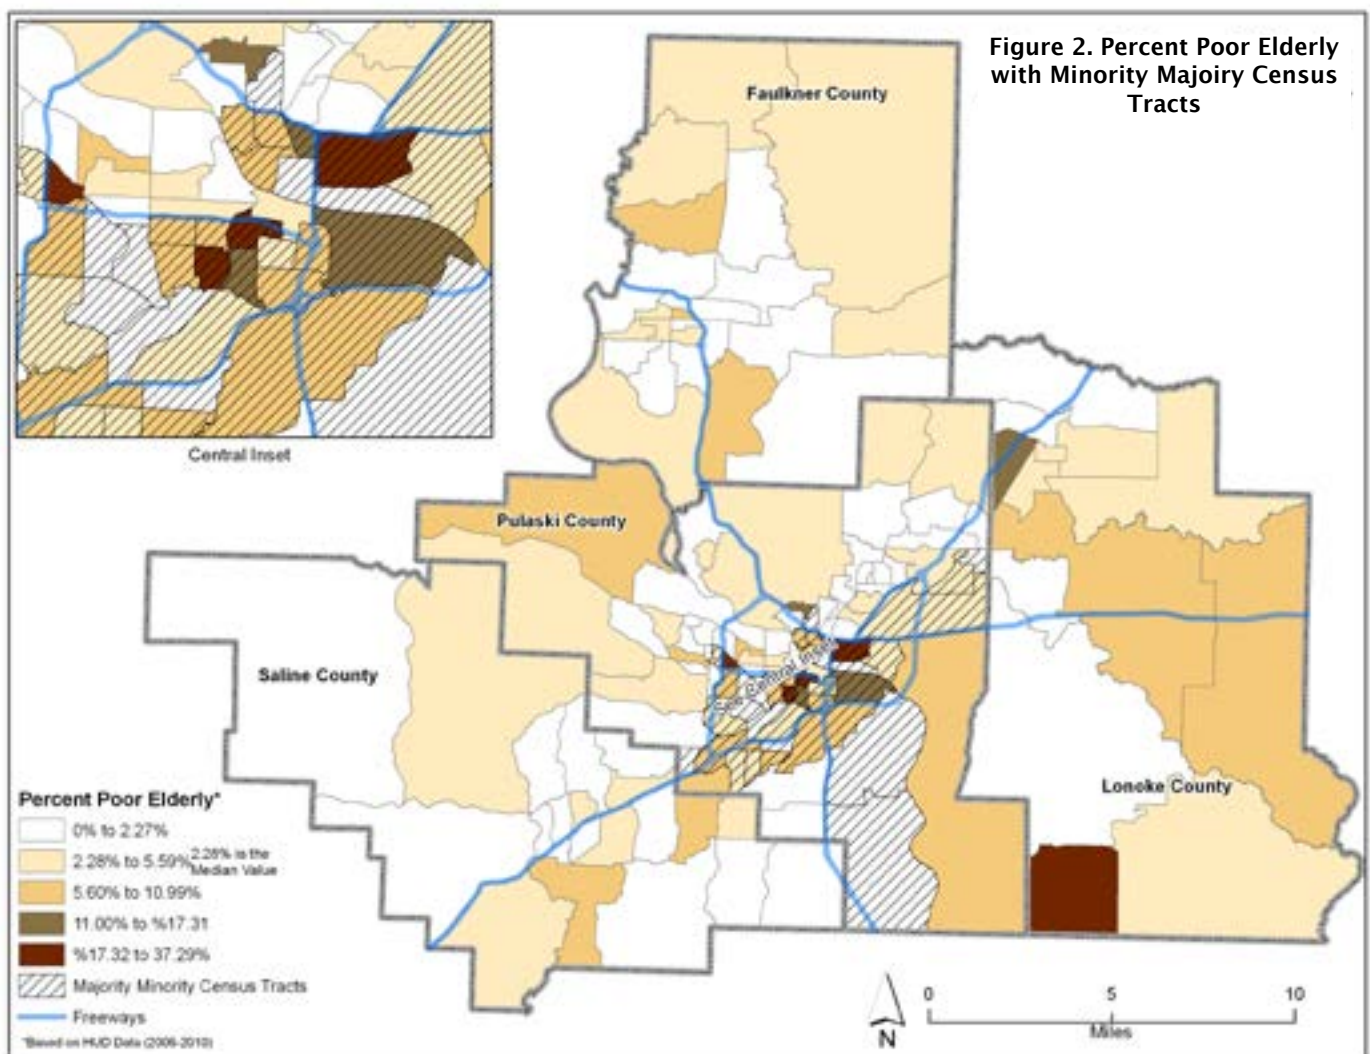 Figure 2. Percent Poor Elderly
with Minority Majoiry Census
Tracts
Faulkner County
Central Inset
Pulaski County
Saline County
See Central Inset
Lonoke County
Percent Poor Elderly*
0% to 2.27%
2.28% to 5.59% 2.28% is the
Median Value
5.60% to 10.99%
11.00% to %17.31
%17.32 to 37.29%
Majority Minority Census Tracts
Freeways
*Based on HUD Data (2006-2010)
N
0 5 10
Miles